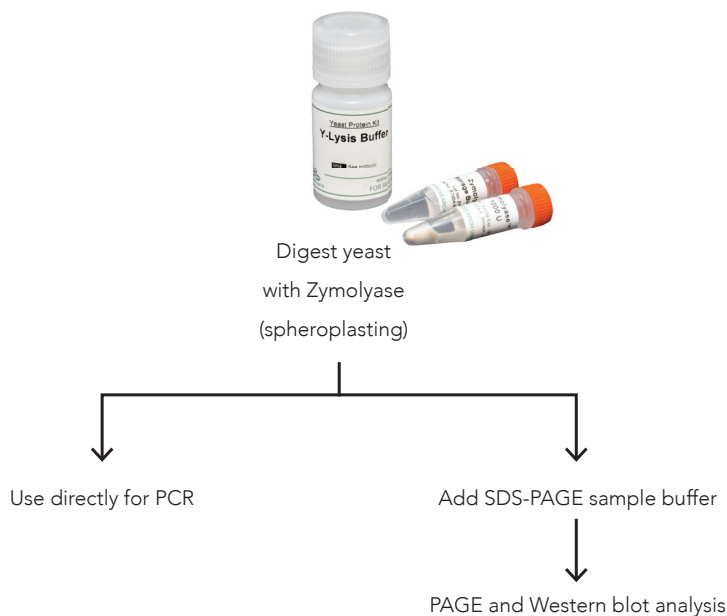 Yeast Protein Kit
Y-Lysis Buffer
Digest yeast
with Zymolyase
(spheroplasting)
Use directly for PCR
Add SDS-PAGE sample buffer
PAGE and Western blot analysis